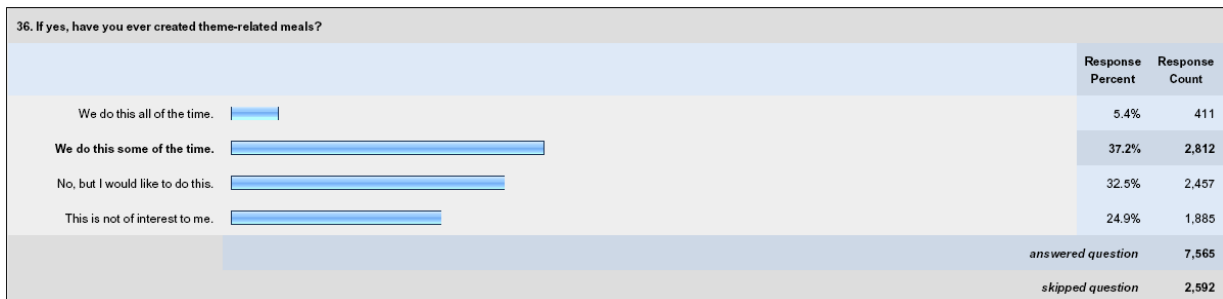 36. If yes, have you ever created theme-related meals?
Response Percent
Response Count
We do this all of the time. 5.4% 411
We do this some of the time. 37.2% 2,812
No, but I would like to do this. 32.5% 2,457
This is not of interest to me. 24.9% 1,885
answered question 7,565
skipped question 2,592